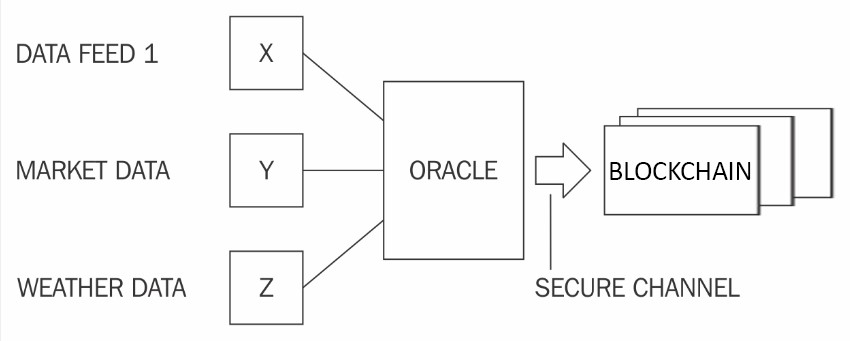 DATA FEED 1
X
MARKET DATA
Y
ORACLE
BLOCKCHAIN
WEATHER DATA
Z
SECURE CHANNEL